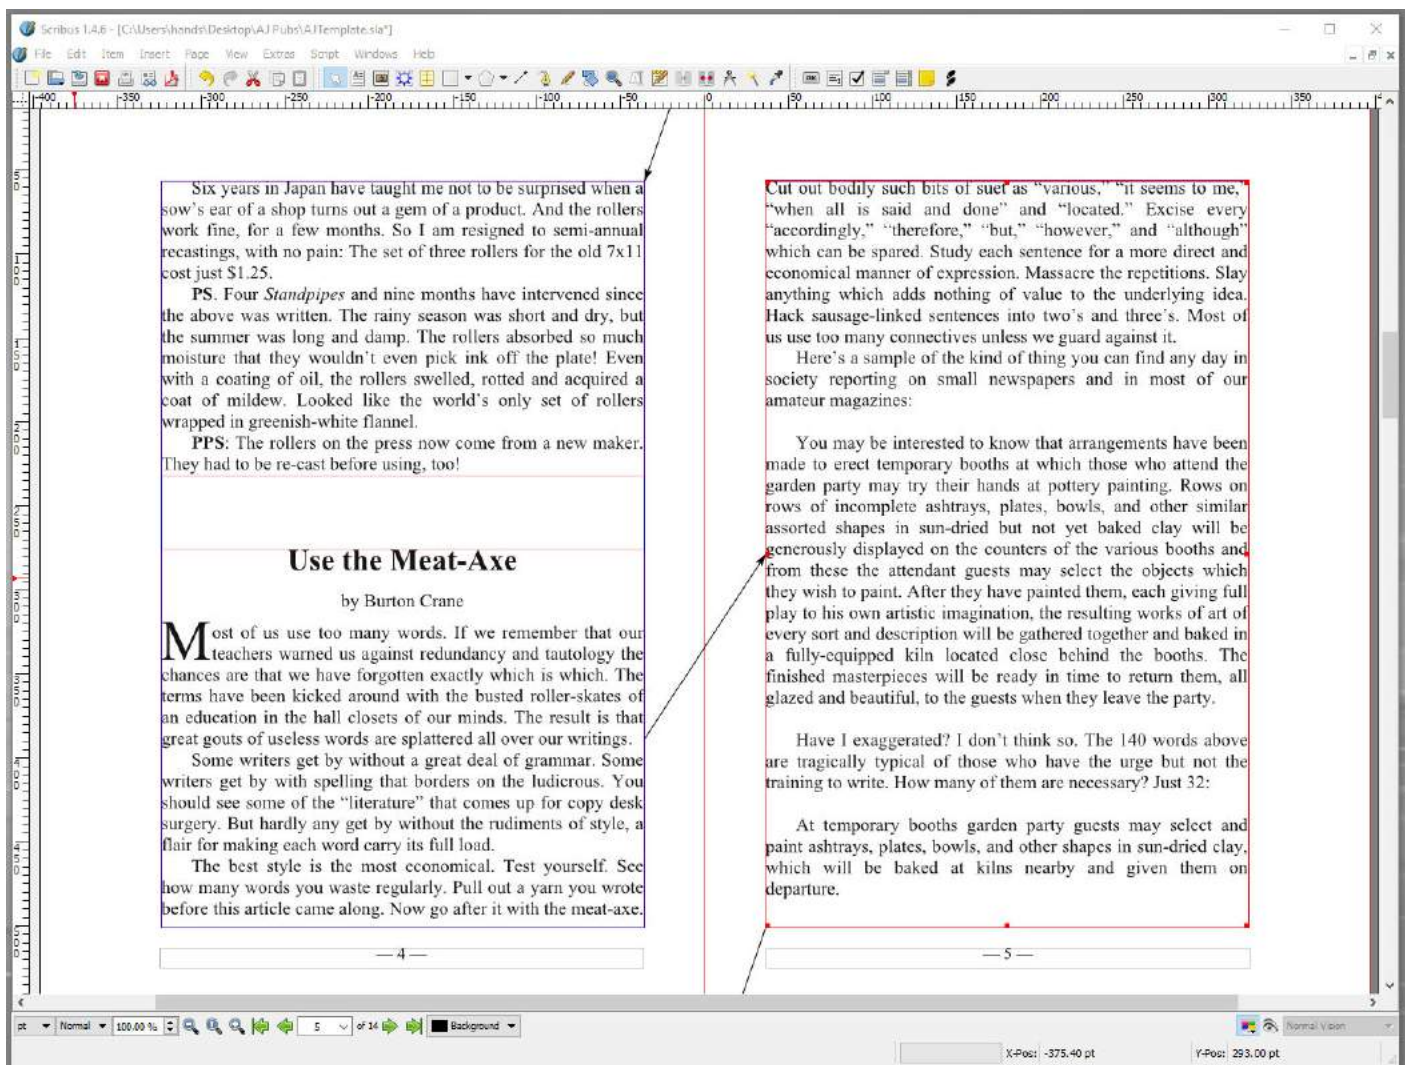 Scribus 1.4.6 - [C:\Users\hands\Desktop\AJ Pubs\AJTemplate.sla*]
File Edit Item Insert Page View Extras Script Windows Help
-400 -350 -300 -250 -200 -150 -100 -50 0 50 100 150 200 250 300 350
Six years in Japan have taught me not to be surprised when a
sow's ear of a shop turns out a gem of a product. And the rollers
work fine, for a few months. So I am resigned to semi-annual
recastings, with no pain: The set of three rollers for the old 7x11
cost just $1.25.
PS. Four Standpipes and nine months have intervened since
the above was written. The rainy season was short and dry, but
the summer was long and damp. The rollers absorbed so much
moisture that they wouldn't even pick ink off the plate! Even
with a coating of oil, the rollers swelled, rotted and acquired a
coat of mildew. Looked like the world's only set of rollers
wrapped in greenish-white flannel.
PPS: The rollers on the press now come from a new maker.
They had to be re-cast before using, too!
Use the Meat-Axe
by Burton Crane
Most of us use too many words. If we remember that our
teachers warned us against redundancy and tautology the
chances are that we have forgotten exactly which is which. The
terms have been kicked around with the busted roller-skates of
an education in the hall closets of our minds. The result is that
great gouts of useless words are splattered all over our writings.
Some writers get by without a great deal of grammar. Some
writers get by with spelling that borders on the ludicrous. You
should see some of the “literature” that comes up for copy desk
surgery. But hardly any get by without the rudiments of style, a
flair for making each word carry its full load.
The best style is the most economical. Test yourself. See
how many words you waste regularly. Pull out a yarn you wrote
before this article came along. Now go after it with the meat-axe.
— 4 —
Cut out bodily such bits of suet as “various,” “it seems to me,”
“when all is said and done” and “located.” Excise every
“accordingly,” “therefore,” “but,” “however,” and “although”
which can be spared. Study each sentence for a more direct and
economical manner of expression. Massacre the repetitions. Slay
anything which adds nothing of value to the underlying idea.
Hack sausage-linked sentences into two's and three's. Most of
us use too many connectives unless we guard against it.
Here's a sample of the kind of thing you can find any day in
society reporting on small newspapers and in most of our
amateur magazines:
You may be interested to know that arrangements have been
made to erect temporary booths at which those who attend the
garden party may try their hands at pottery painting. Rows on
rows of incomplete ashtrays, plates, bowls, and other similar
assorted shapes in sun-dried but not yet baked clay will be
generously displayed on the counters of the various booths and
from these the attendant guests may select the objects which
they wish to paint. After they have painted them, each giving full
play to his own artistic imagination, the resulting works of art of
every sort and description will be gathered together and baked in
a fully-equipped kiln located close behind the booths. The
finished masterpieces will be ready in time to return them, all
glazed and beautiful, to the guests when they leave the party.
Have I exaggerated? I don't think so. The 140 words above
are tragically typical of those who have the urge but not the
training to write. How many of them are necessary? Just 32:
At temporary booths garden party guests may select and
paint ashtrays, plates, bowls, and other shapes in sun-dried clay,
which will be baked at kilns nearby and given them on
departure.
— 5 —
pt Normal 100.00 % 5 of 14 Background Normal Vision
X-Pos: -375.40 pt Y-Pos: 293.00 pt